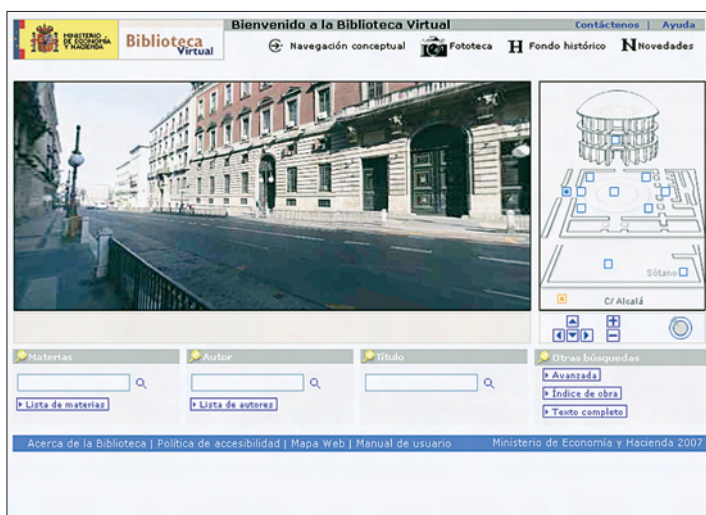 Bienvenido a la Biblioteca Virtual
Contáctenos | Ayuda
MINISTERIO
DE ECONOMÍA
Y HACIENDA
Biblioteca
Virtual
Navegación conceptual
Fototeca
H Fondo histórico
N Novedades
Sótano
C/ Alcalá
Materias
Autor
Título
Otras búsquedas
Avanzada
Lista de materias
Lista de autores
Índice de obra
Texto completo
Acerca de la Biblioteca | Política de accesibilidad | Mapa Web | Manual de usuario
Ministerio de Economía y Hacienda 2007